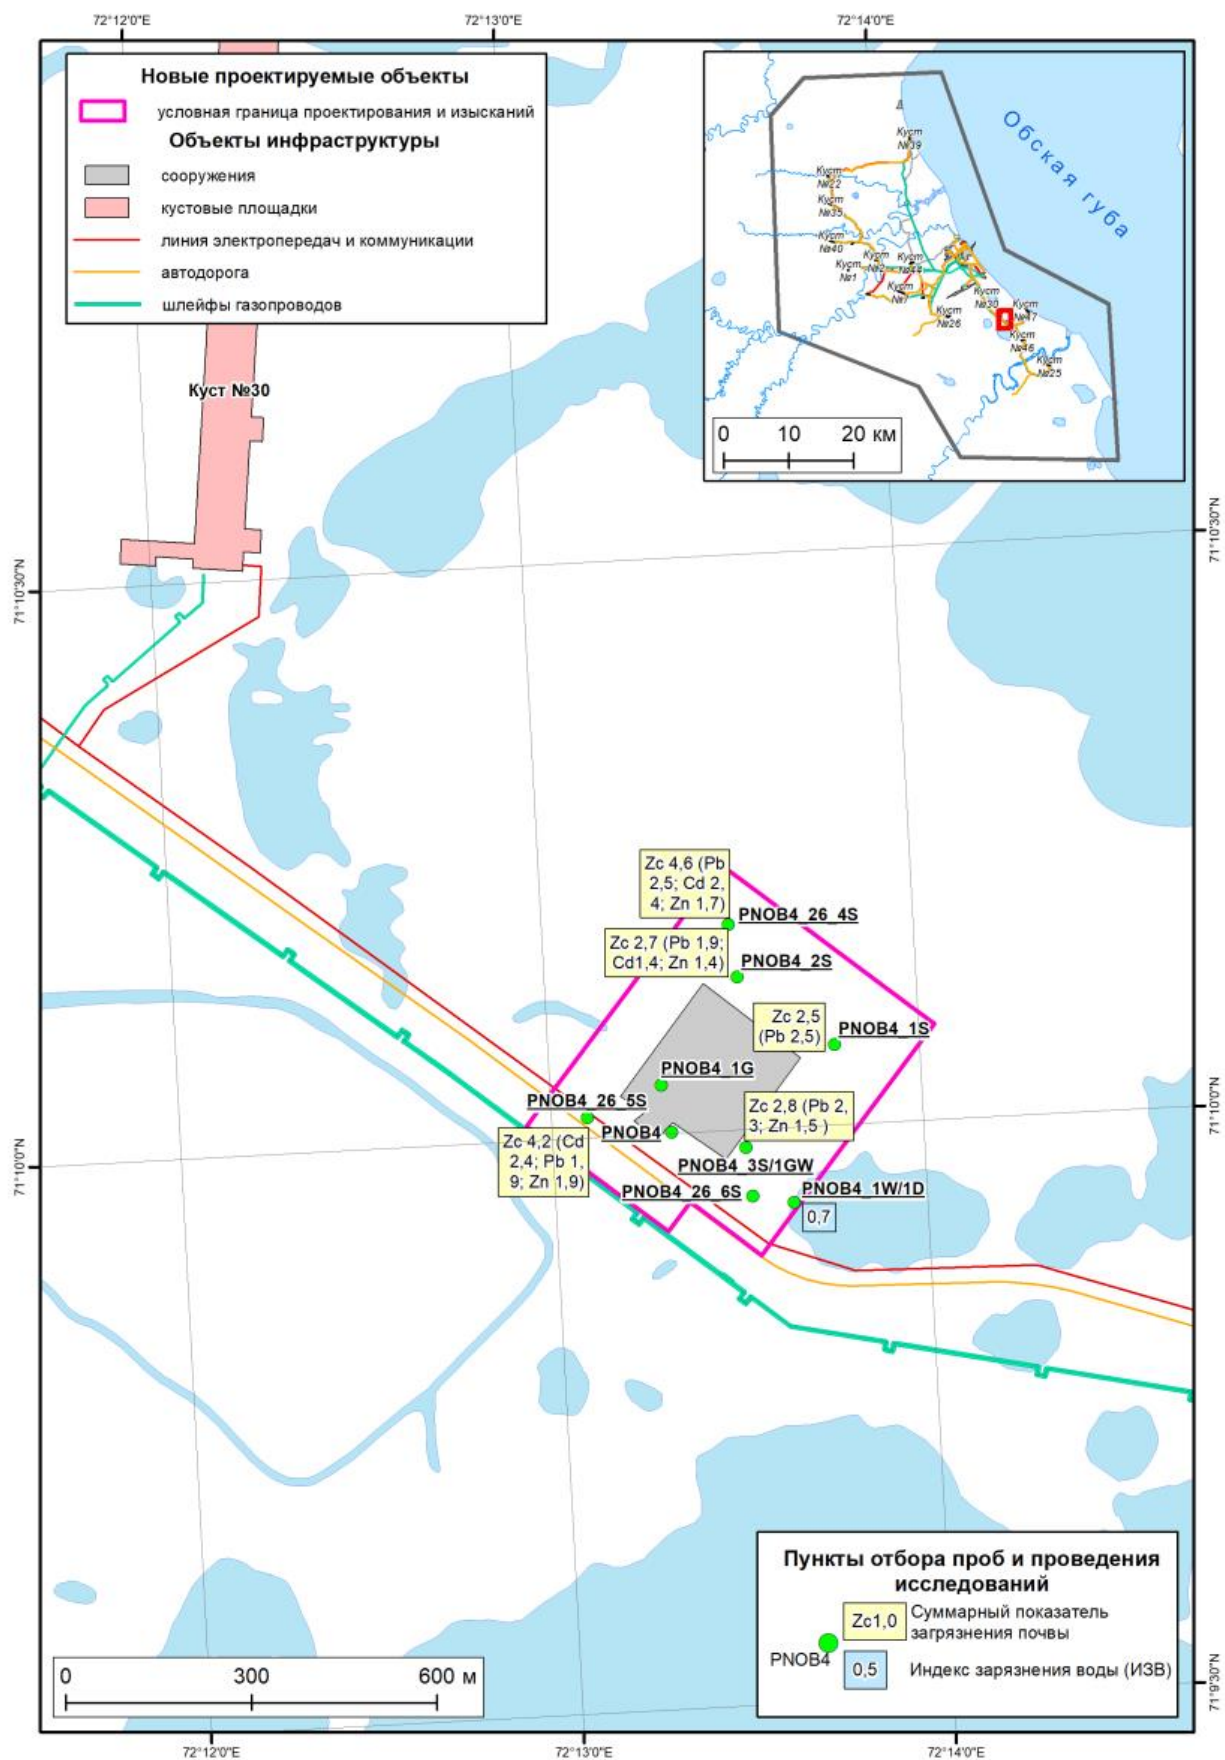 72°12'0"E
72°13'0"E
72°14'0"E
Новые проектируемые объекты
условная граница проектирования и изысканий
Объекты инфраструктуры
сооружения
кустовые площадки
линия электропередач и коммуникации
автодорога
шлейфы газопроводов
Обская губа
Куст
№39
Куст
№22
Куст
№35
Куст
№40
Куст
№1
Куст
№2
Куст
№44
Куст
№7
Куст
№26
Куст
№30
Куст
№47
Куст
№46
Куст
№25
0 10 20 км
Куст №30
71°10'30"N
71°10'30"N
Zc 4,6 (Pb
2,5; Cd 2,
4; Zn 1,7)
PNOB4_26_4S
Zc 2,7 (Pb 1,9;
Cd1,4; Zn 1,4)
PNOB4_2S
Zc 2,5
(Pb 2,5)
PNOB4_1S
PNOB4_1G
PNOB4_26_5S
Zc 2,8 (Pb 2,
3; Zn 1,5 )
PNOB4
Zc 4,2 (Cd
2,4; Pb 1,
9; Zn 1,9)
PNOB4_3S/1GW
PNOB4_26_6S
PNOB4_1W/1D
0,7
71°10'0"N
71°10'0"N
Пункты отбора проб и проведения
исследований
Zc1,0
Суммарный показатель
загрязнения почвы
PNOB4
0,5
Индекс зарязнения воды (ИЗВ)
0 300 600 м
71°9'30"N
72°12'0"E
72°13'0"E
72°14'0"E